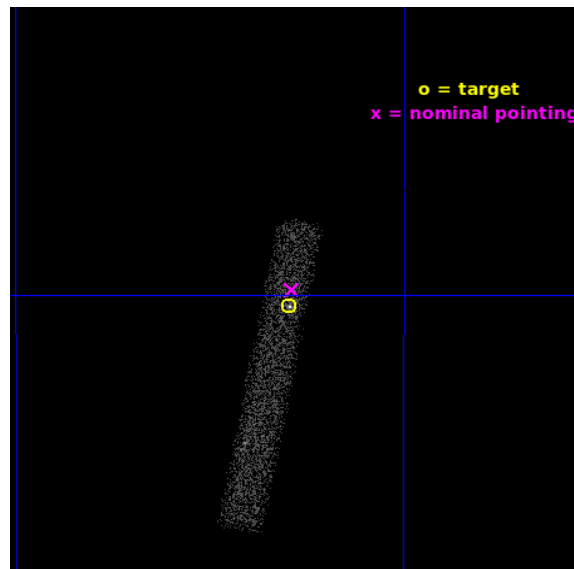 o = target
x = nominal pointing